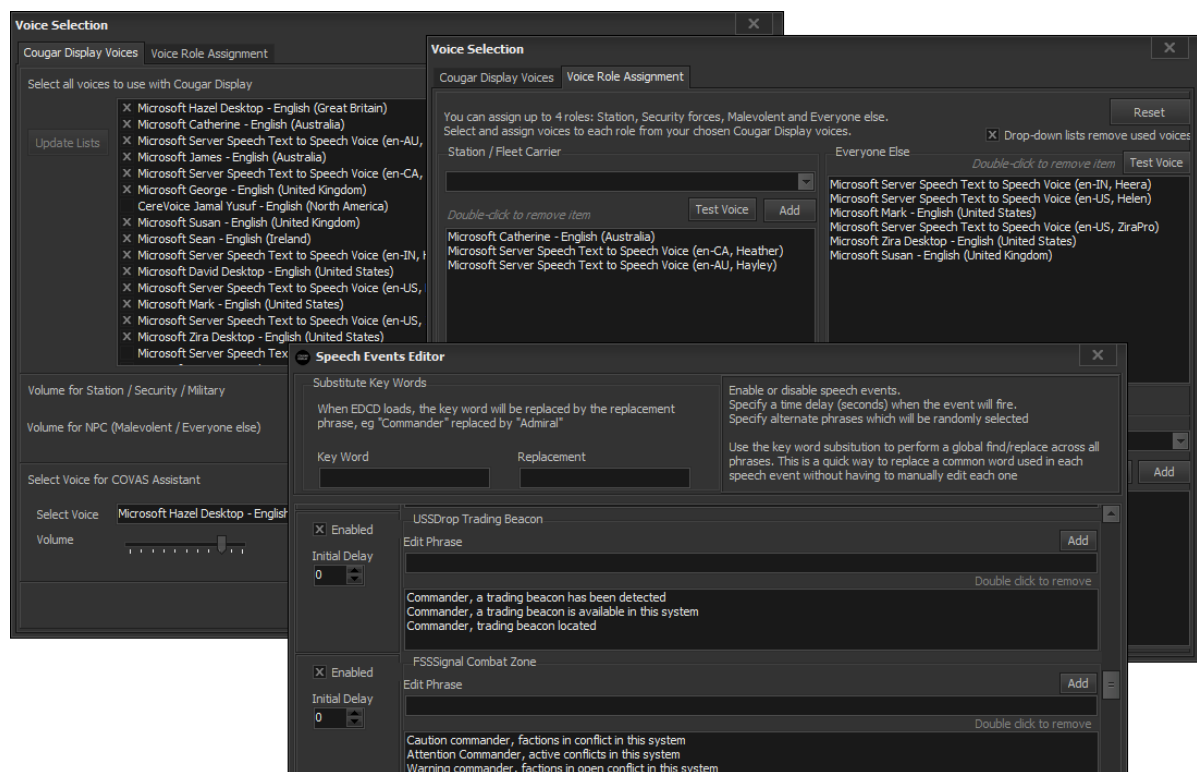 Voice Selection
Cougar Display Voices
Voice Role Assignment
Select all voices to use with Cougar Display
Update Lists
X Microsoft Hazel Desktop - English (Great Britain)
X Microsoft Catherine - English (Australia)
X Microsoft Server Speech Text to Speech Voice (en-AU,
X Microsoft James - English (Australia)
X Microsoft Server Speech Text to Speech Voice (en-CA,
X Microsoft George - English (United Kingdom)
CereVoice Jamal Yusuf - English (North America)
X Microsoft Susan - English (United Kingdom)
X Microsoft Sean - English (Ireland)
X Microsoft Server Speech Text to Speech Voice (en-IN,
X Microsoft David Desktop - English (United States)
X Microsoft Server Speech Text to Speech Voice (en-US,
X Microsoft Mark - English (United States)
X Microsoft Server Speech Text to Speech Voice (en-US,
X Microsoft Zira Desktop - English (United States)
Microsoft Server Speech
Volume for Station / Security / Military
Volume for NPC (Malevolent / Everyone else)
Select Voice for COVAS Assistant
Select Voice
Microsoft Hazel Desktop - English
Volume
Voice Selection
Cougar Display Voices
Voice Role Assignment
You can assign up to 4 roles: Station, Security forces, Malevolent and Everyone else.
Select and assign voices to each role from your chosen Cougar Display voices.
Reset
X Drop-down lists remove used voices
Station / Fleet Carrier
Double-click to remove item
Test Voice
Add
Microsoft Catherine - English (Australia)
Microsoft Server Speech Text to Speech Voice (en-CA, Heather)
Microsoft Server Speech Text to Speech Voice (en-AU, Hayley)
Everyone Else
Double-click to remove item
Test Voice
Microsoft Server Speech Text to Speech Voice (en-IN, Heera)
Microsoft Server Speech Text to Speech Voice (en-US, Helen)
Microsoft Mark - English (United States)
Microsoft Server Speech Text to Speech Voice (en-US, ZiraPro)
Microsoft Zira Desktop - English (United States)
Microsoft Susan - English (United Kingdom)
Add
Speech Events Editor
Substitute Key Words
When EDCD loads, the key word will be replaced by the replacement
phrase, eg "Commander" replaced by "Admiral"
Key Word
Replacement
Enable or disable speech events.
Specify a time delay (seconds) when the event will fire.
Specify alternate phrases which will be randomly selected
Use the key word subsitution to perform a global find/replace across all
phrases. This is a quick way to replace a common word used in each
speech event without having to manually edit each one
X Enabled
Initial Delay
0
USSDrop Trading Beacon
Edit Phrase
Add
Double click to remove
Commander, a trading beacon has been detected
Commander, a trading beacon is available in this system
Commander, trading beacon located
X Enabled
Initial Delay
0
FSSSignal Combat Zone
Edit Phrase
Add
Double click to remove
Caution commander, factions in conflict in this system
Attention Commander, active conflicts in this system
Warning commander, factions in open conflict in this system